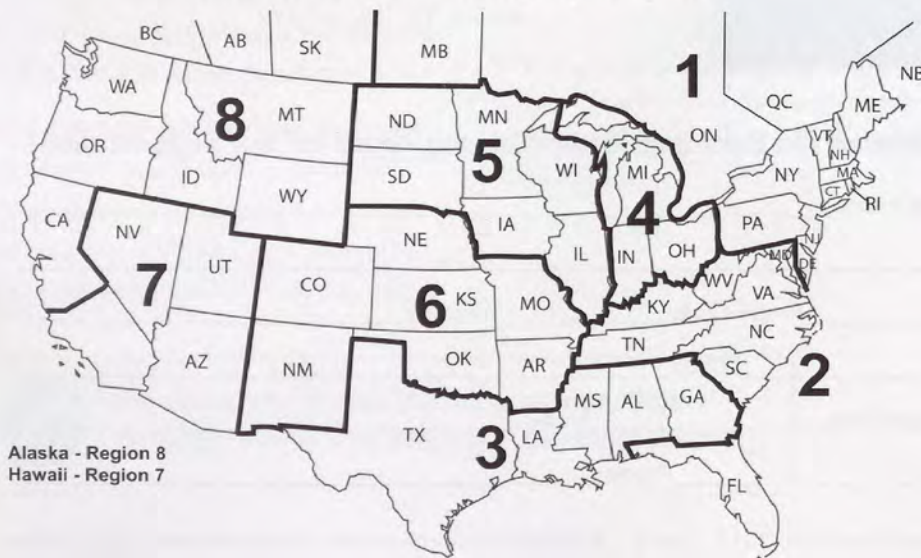 BC
AB
SK
MB
1
QC
NB
WA
MT
ND
MN
ON
ME
8
VT
NH
OR
5
WI
MI
NY
MA
ID
SD
CT
RI
WY
4
CA
NV
IA
PA
NJ
NE
IN
OH
MD
DE
UT
IL
7
CO
WV
6
KS
MO
KY
VA
NC
TN
AZ
NM
OK
AR
SC
2
MS
AL
GA
TX
3
LA
Alaska - Region 8
Hawaii - Region 7
FL